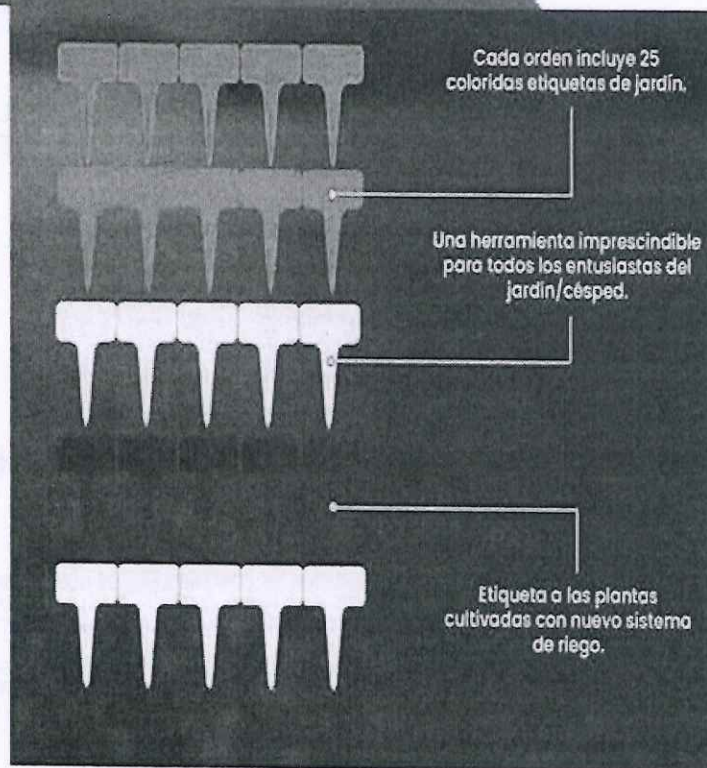 Cada orden incluye 25
coloridas etiquetas de jardín.
Una herramienta imprescindible
para todos los entusiastas del
jardín/césped.
Etiqueta a las plantas
cultivadas con nuevo sistema
de riego.